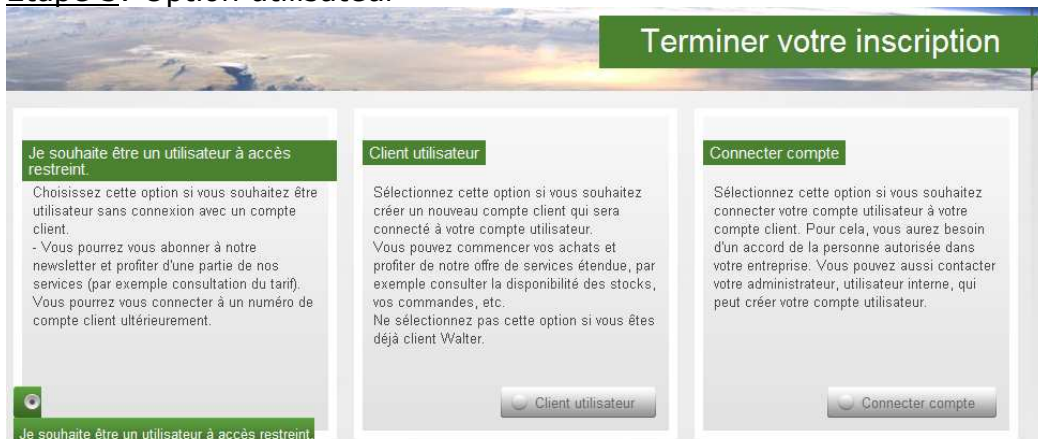 Etape 3: Option utilisateur
Terminer votre inscription
Je souhaite être un utilisateur à accès
restreint.
Choisissez cette option si vous souhaitez être
utilisateur sans connexion avec un compte
client.
- Vous pourrez vous abonner à notre
newsletter et profiter d'une partie de nos
services (par exemple consultation du tarif).
Vous pourrez vous connecter à un numéro de
compte client ultérieurement.
Je souhaite être un utilisateur à accès restreint.
Client utilisateur
Sélectionnez cette option si vous souhaitez
créer un nouveau compte client qui sera
connecté à votre compte utilisateur.
Vous pouvez commencer vos achats et
profiter de notre offre de services étendue, par
exemple consulter la disponibilité des stocks,
vos commandes, etc.
Ne sélectionnez pas cette option si vous êtes
déjà client Walter.
Client utilisateur
Connecter compte
Sélectionnez cette option si vous souhaitez
connecter votre compte utilisateur à votre
compte client. Pour cela, vous aurez besoin
d'un accord de la personne autorisée dans
votre entreprise. Vous pouvez aussi contacter
votre administrateur, utilisateur interne, qui
peut créer votre compte utilisateur.
Connecter compte